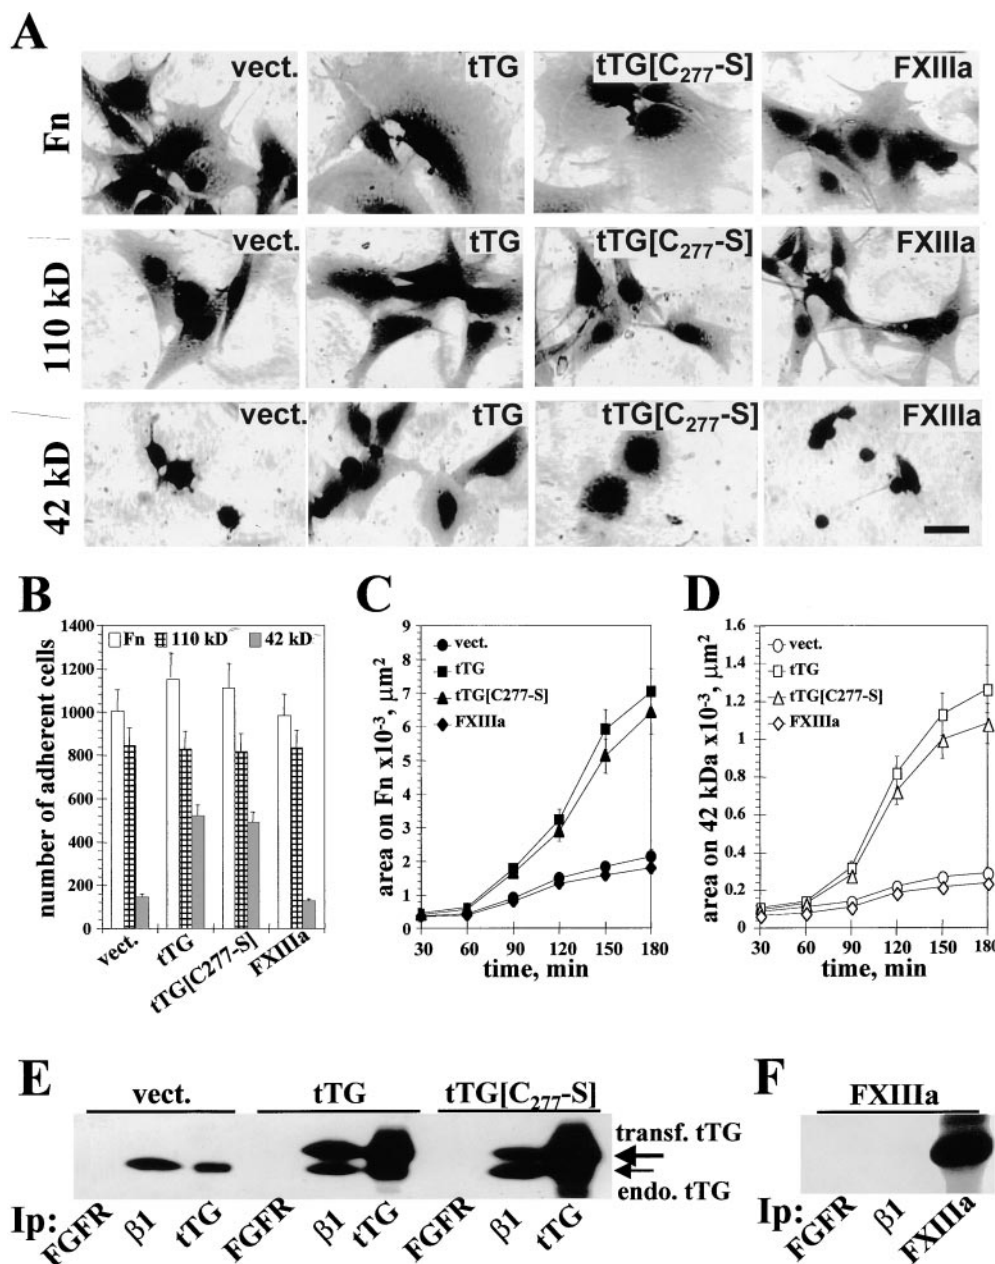 A
Fn
vect.
tTG
tTG[C277-S]
FXIIIa
110 kD
vect.
tTG
tTG[C277-S]
FXIIIa
42 kD
vect.
tTG
tTG[C277-S]
FXIIIa
B
number of adherent cells
1400
1200
1000
800
600
400
200
0
Fn
110 kD
42 kD
vect.
tTG
tTG[C277-S]
FXIIIa
C
area on Fn x10-3, μm2
9
8
7
6
5
4
3
2
1
0
vect.
tTG
tTG[C277-S]
FXIIIa
30 60 90 120 150 180
time, min
D
area on 42 kDa x10-3, μm2
1.6
1.4
1.2
1
0.8
0.6
0.4
0.2
0
vect.
tTG
tTG[C277-S]
FXIIIa
30 60 90 120 150 180
time, min
E
vect.
tTG
tTG[C277-S]
transf. tTG
endo. tTG
Ip:
FGFR
β1
tTG
FGFR
β1
tTG
FGFR
β1
tTG
F
FXIIIa
Ip:
FGFR
β1
FXIIIa